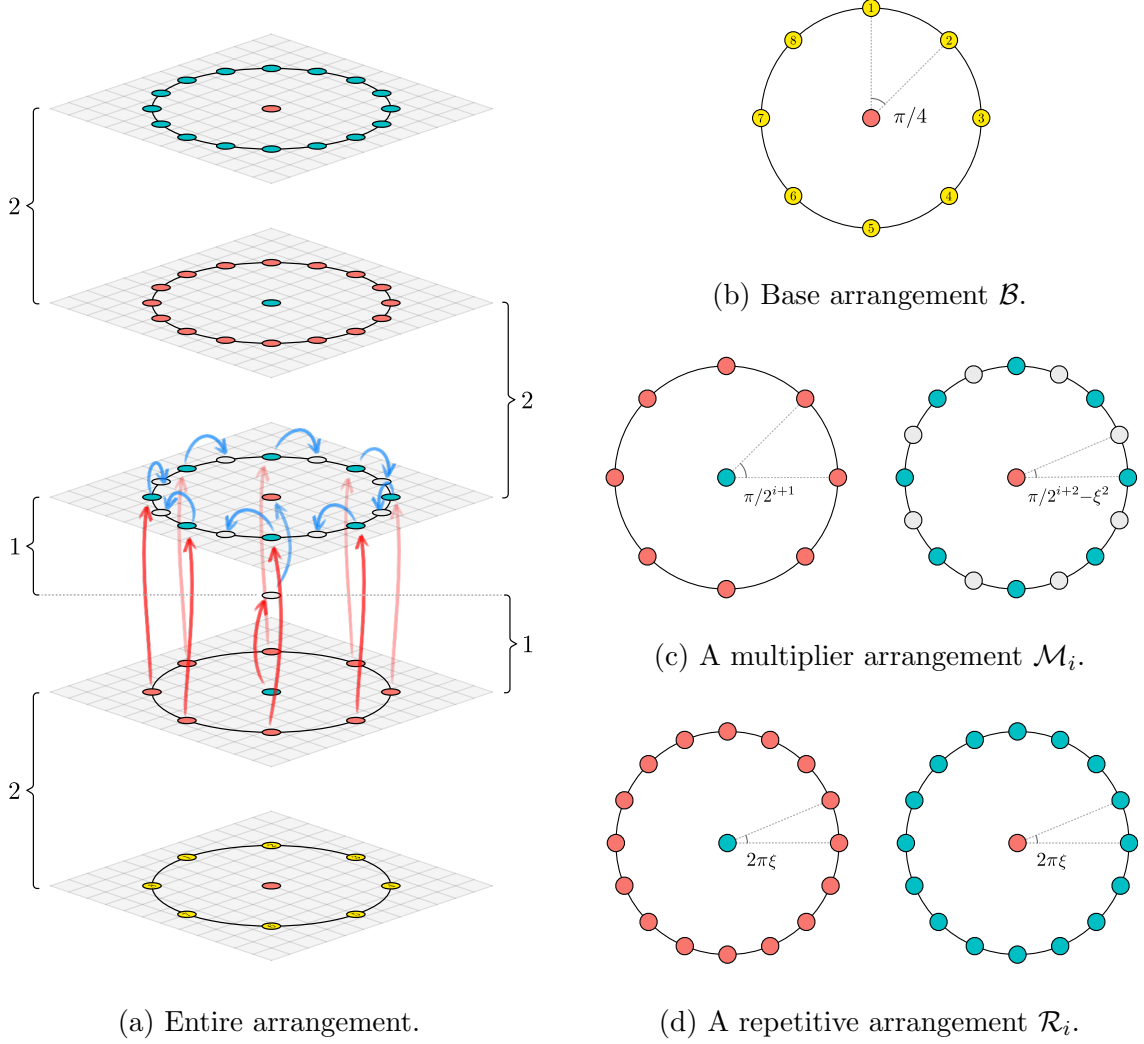 2
2
1
1
2
(a) Entire arrangement.
1
2
3
4
5
6
7
8
π/4
(b) Base arrangement ℬ.
π/2^{i+1}
π/2^{i+2}−ξ^2
(c) A multiplier arrangement ℳ_i.
2πξ
2πξ
(d) A repetitive arrangement ℛ_i.